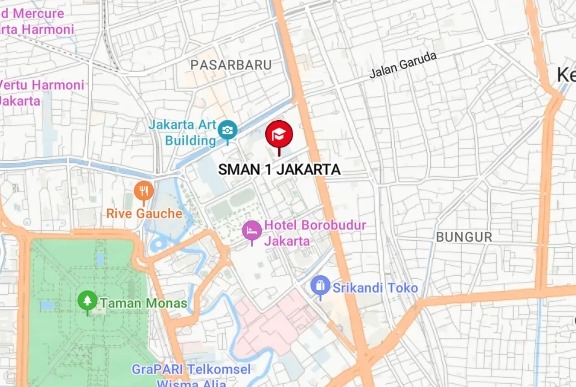 d Mercure
rta Harmoni
PASARBARU
Jalan Garuda
Ke
Vertu Harmoni
Jakarta
Jakarta Art
Building
SMAN 1 JAKARTA
Rive Gauche
Hotel Borobudur
Jakarta
BUNGUR
Srikandi Toko
Taman Monas
GraPARI Telkomsel
Wisma Alia